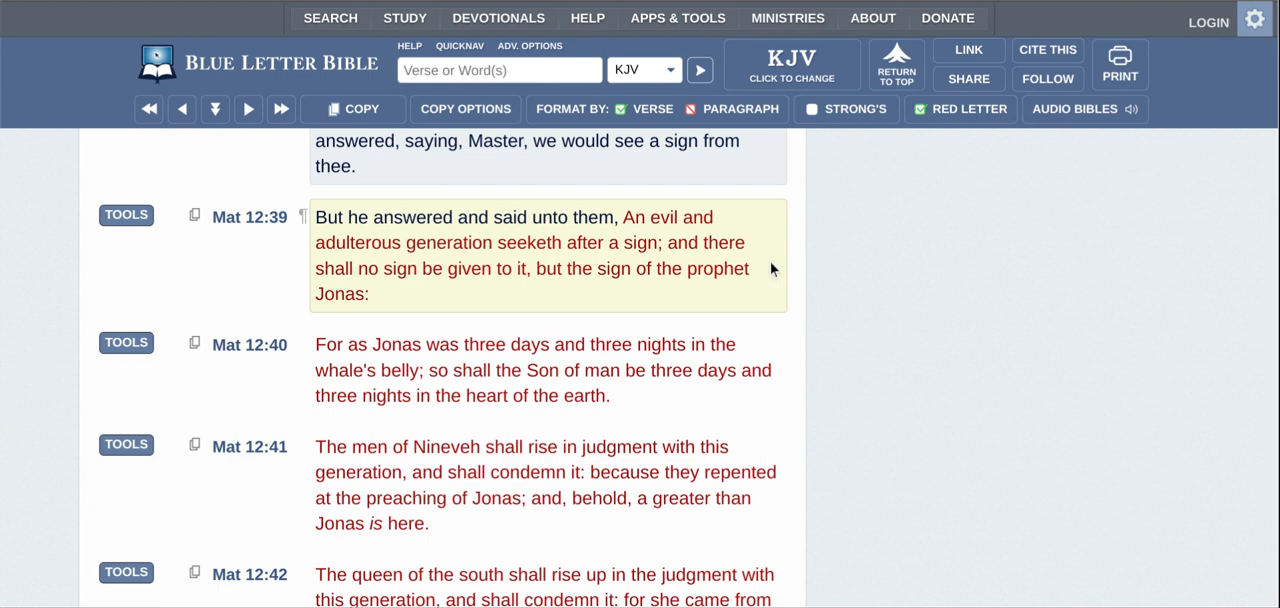 SEARCH STUDY DEVOTIONALS HELP APPS & TOOLS MINISTRIES ABOUT DONATE LOGIN
BLUE LETTER BIBLE
HELP QUICKNAV ADV. OPTIONS
Verse or Word(s) KJV
KJV
CLICK TO CHANGE
RETURN
TO TOP
LINK CITE THIS
SHARE FOLLOW
PRINT
COPY COPY OPTIONS FORMAT BY: VERSE PARAGRAPH STRONG'S RED LETTER AUDIO BIBLES
answered, saying, Master, we would see a sign from
thee.
TOOLS Mat 12:39 ¶ But he answered and said unto them, An evil and
adulterous generation seeketh after a sign; and there
shall no sign be given to it, but the sign of the prophet
Jonas:
TOOLS Mat 12:40 For as Jonas was three days and three nights in the
whale's belly; so shall the Son of man be three days and
three nights in the heart of the earth.
TOOLS Mat 12:41 The men of Nineveh shall rise in judgment with this
generation, and shall condemn it: because they repented
at the preaching of Jonas; and, behold, a greater than
Jonas is here.
TOOLS Mat 12:42 The queen of the south shall rise up in the judgment with
this generation, and shall condemn it: for she came from